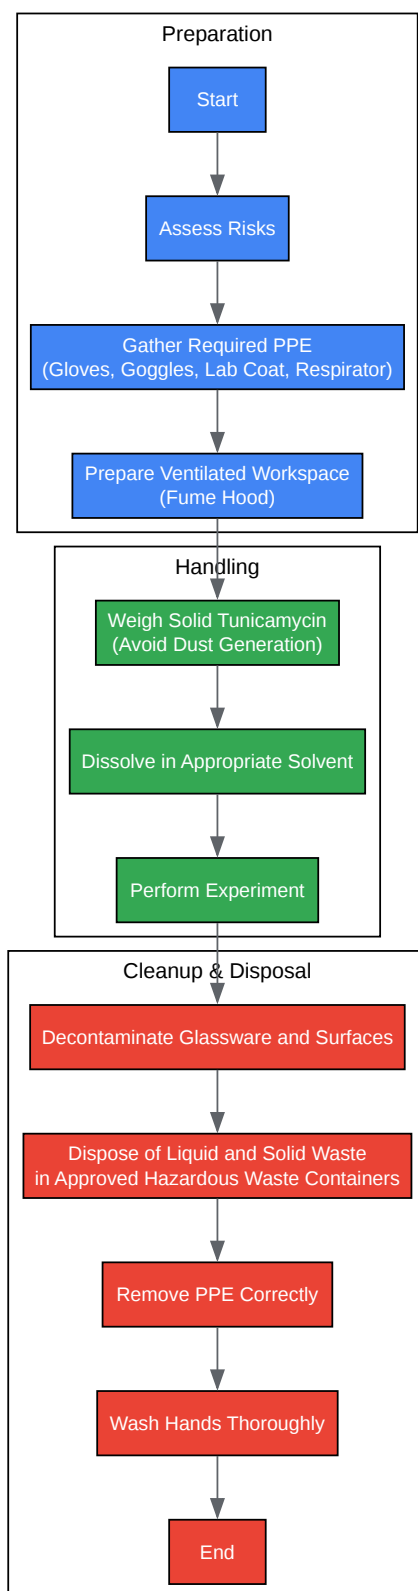 Preparation
Start
Assess Risks
Gather Required PPE
(Gloves, Goggles, Lab Coat, Respirator)
Prepare Ventilated Workspace
(Fume Hood)
Handling
Weigh Solid Tunicamycin
(Avoid Dust Generation)
Dissolve in Appropriate Solvent
Perform Experiment
Cleanup & Disposal
Decontaminate Glassware and Surfaces
Dispose of Liquid and Solid Waste
in Approved Hazardous Waste Containers
Remove PPE Correctly
Wash Hands Thoroughly
End